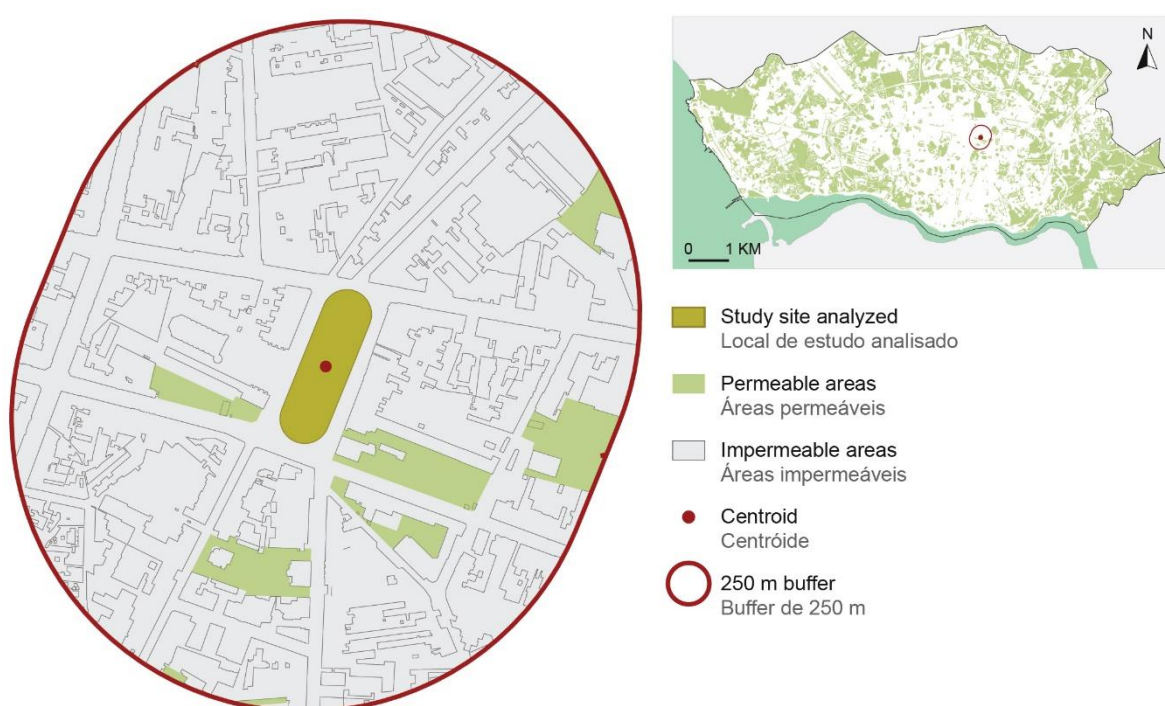 N
0 1 KM
Study site analyzed
Local de estudo analisado
Permeable areas
Áreas permeáveis
Impermeable areas
Áreas impermeáveis
Centroid
Centróide
250 m buffer
Buffer de 250 m